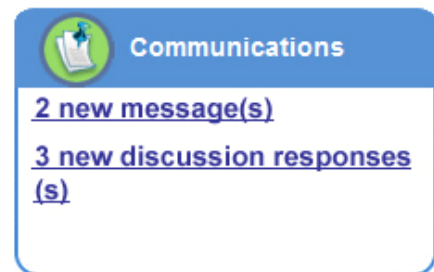 Communications
2 new message(s)
3 new discussion responses
(s)